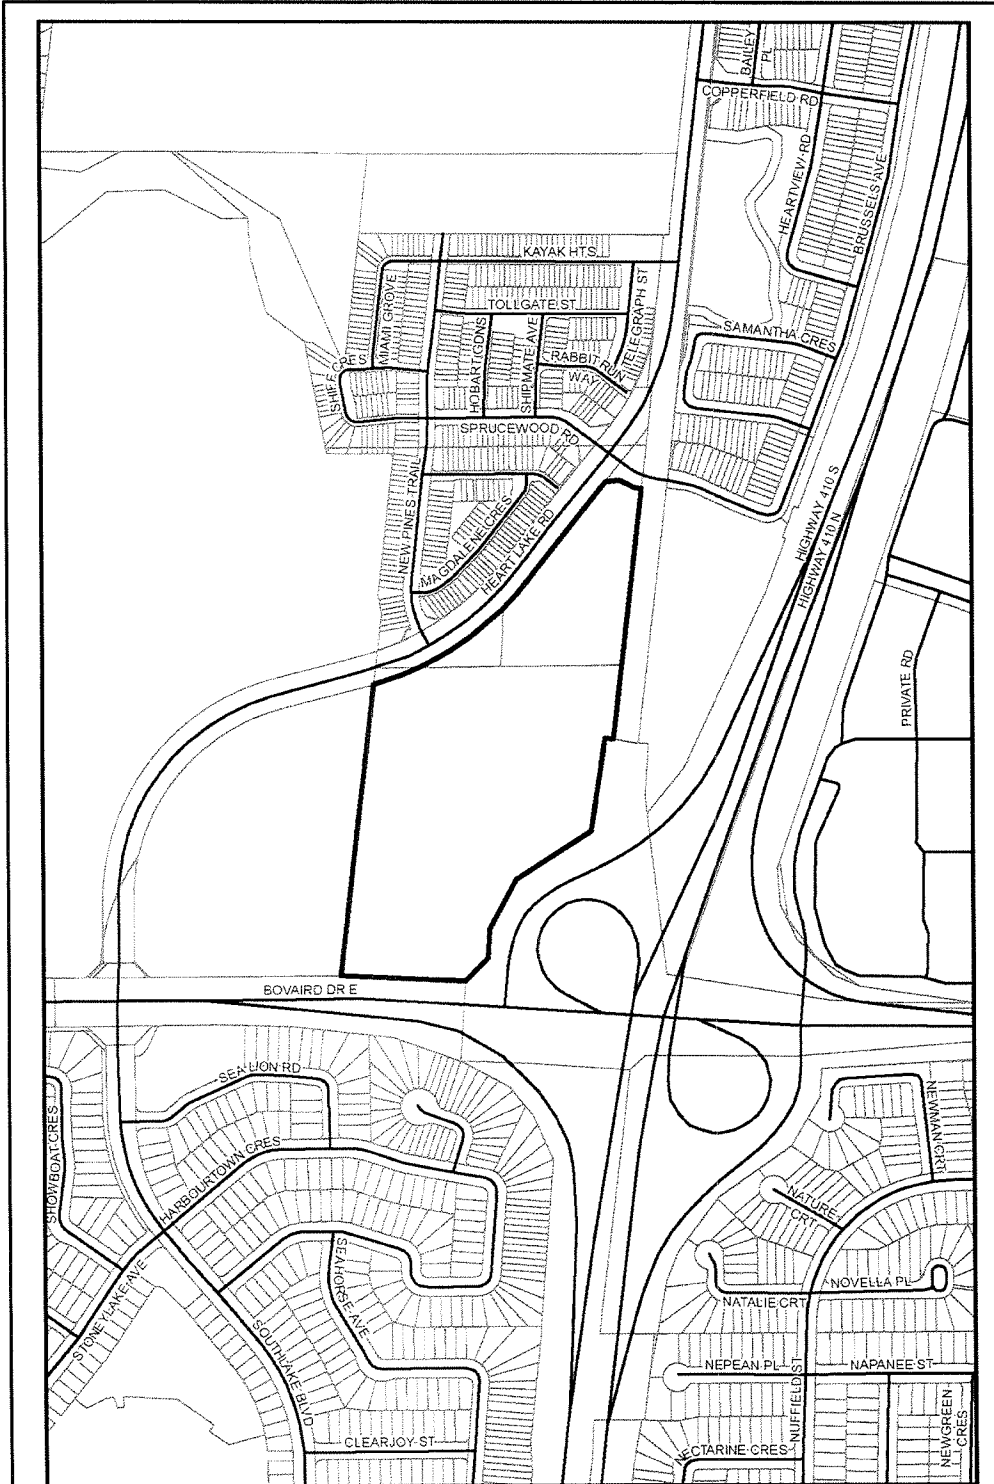 BAILEY
PL
COPPERFIELD RD
HEARTVIEW RD
BRUSSELS AVE
KAYAK HTS
TOLLGATE ST
TELEGRAPH ST
MIAMI GROVE
HOBART GDNS
SHIPMATE AVE
RABBIT RUN
WAY
SAMANTHA CRES
SHIFF CRES
SPRUCEWOOD RD
NEW PINES TRAIL
MAGDALENE CRES
HEART LAKE RD
HIGHWAY 410 S
HIGHWAY 410 N
PRIVATE RD
BOVAIRD DR E
SEA LION RD
SHOWBOAT CRES
HARBOURTOWN CRES
NEWMAN CRT
NATURE
CRT
SEAHORSE AVE
STONEYLAKE AVE
NOVELLA PL
NATALIE CRT
SOUTHLAKE BLVD
NEPEAN PL
NUFFIELD ST
NAPANEE ST
NEWGREEN
CRES
CLEARJOY ST
NECTARINE CRES